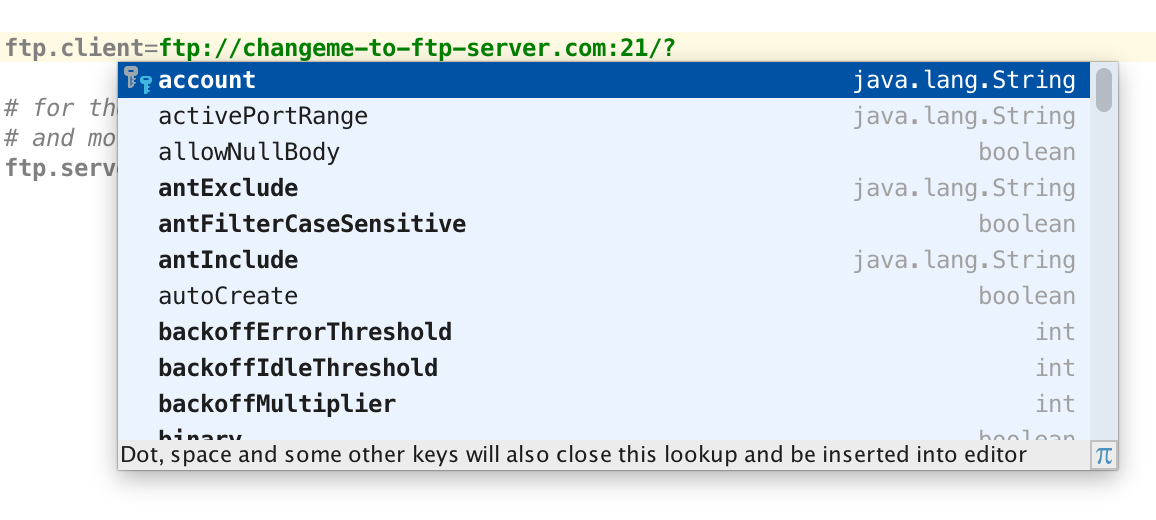 ftp.client=ftp://changeme-to-ftp-server.com:21/?
account java.lang.String
# for th
activePortRange java.lang.String
# and mo
allowNullBody boolean
ftp.serv
antExclude java.lang.String
antFilterCaseSensitive boolean
antInclude java.lang.String
autoCreate boolean
backoffErrorThreshold int
backoffIdleThreshold int
backoffMultiplier int
binary boolean
Dot, space and some other keys will also close this lookup and be inserted into editor π